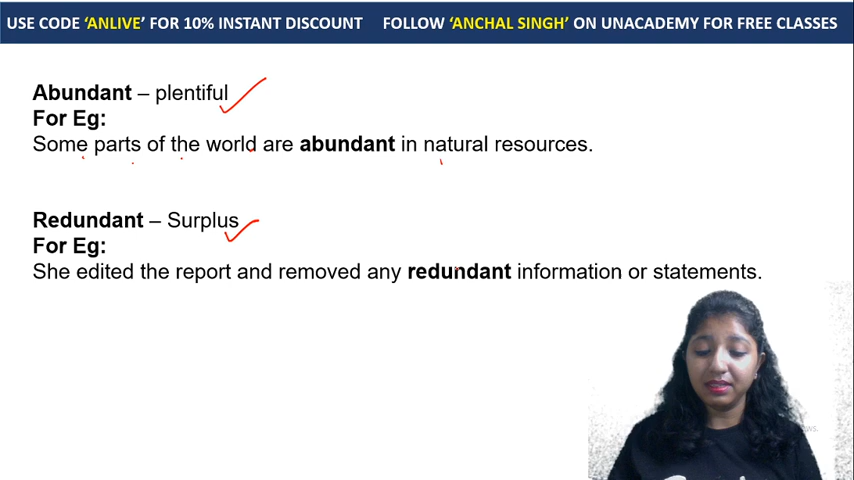 USE CODE ‘ANLIVE’ FOR 10% INSTANT DISCOUNT FOLLOW ‘ANCHAL SINGH’ ON UNACADEMY FOR FREE CLASSES
Abundant – plentiful
For Eg:
Some parts of the world are abundant in natural resources.
Redundant – Surplus
For Eg:
She edited the report and removed any redundant information or statements.